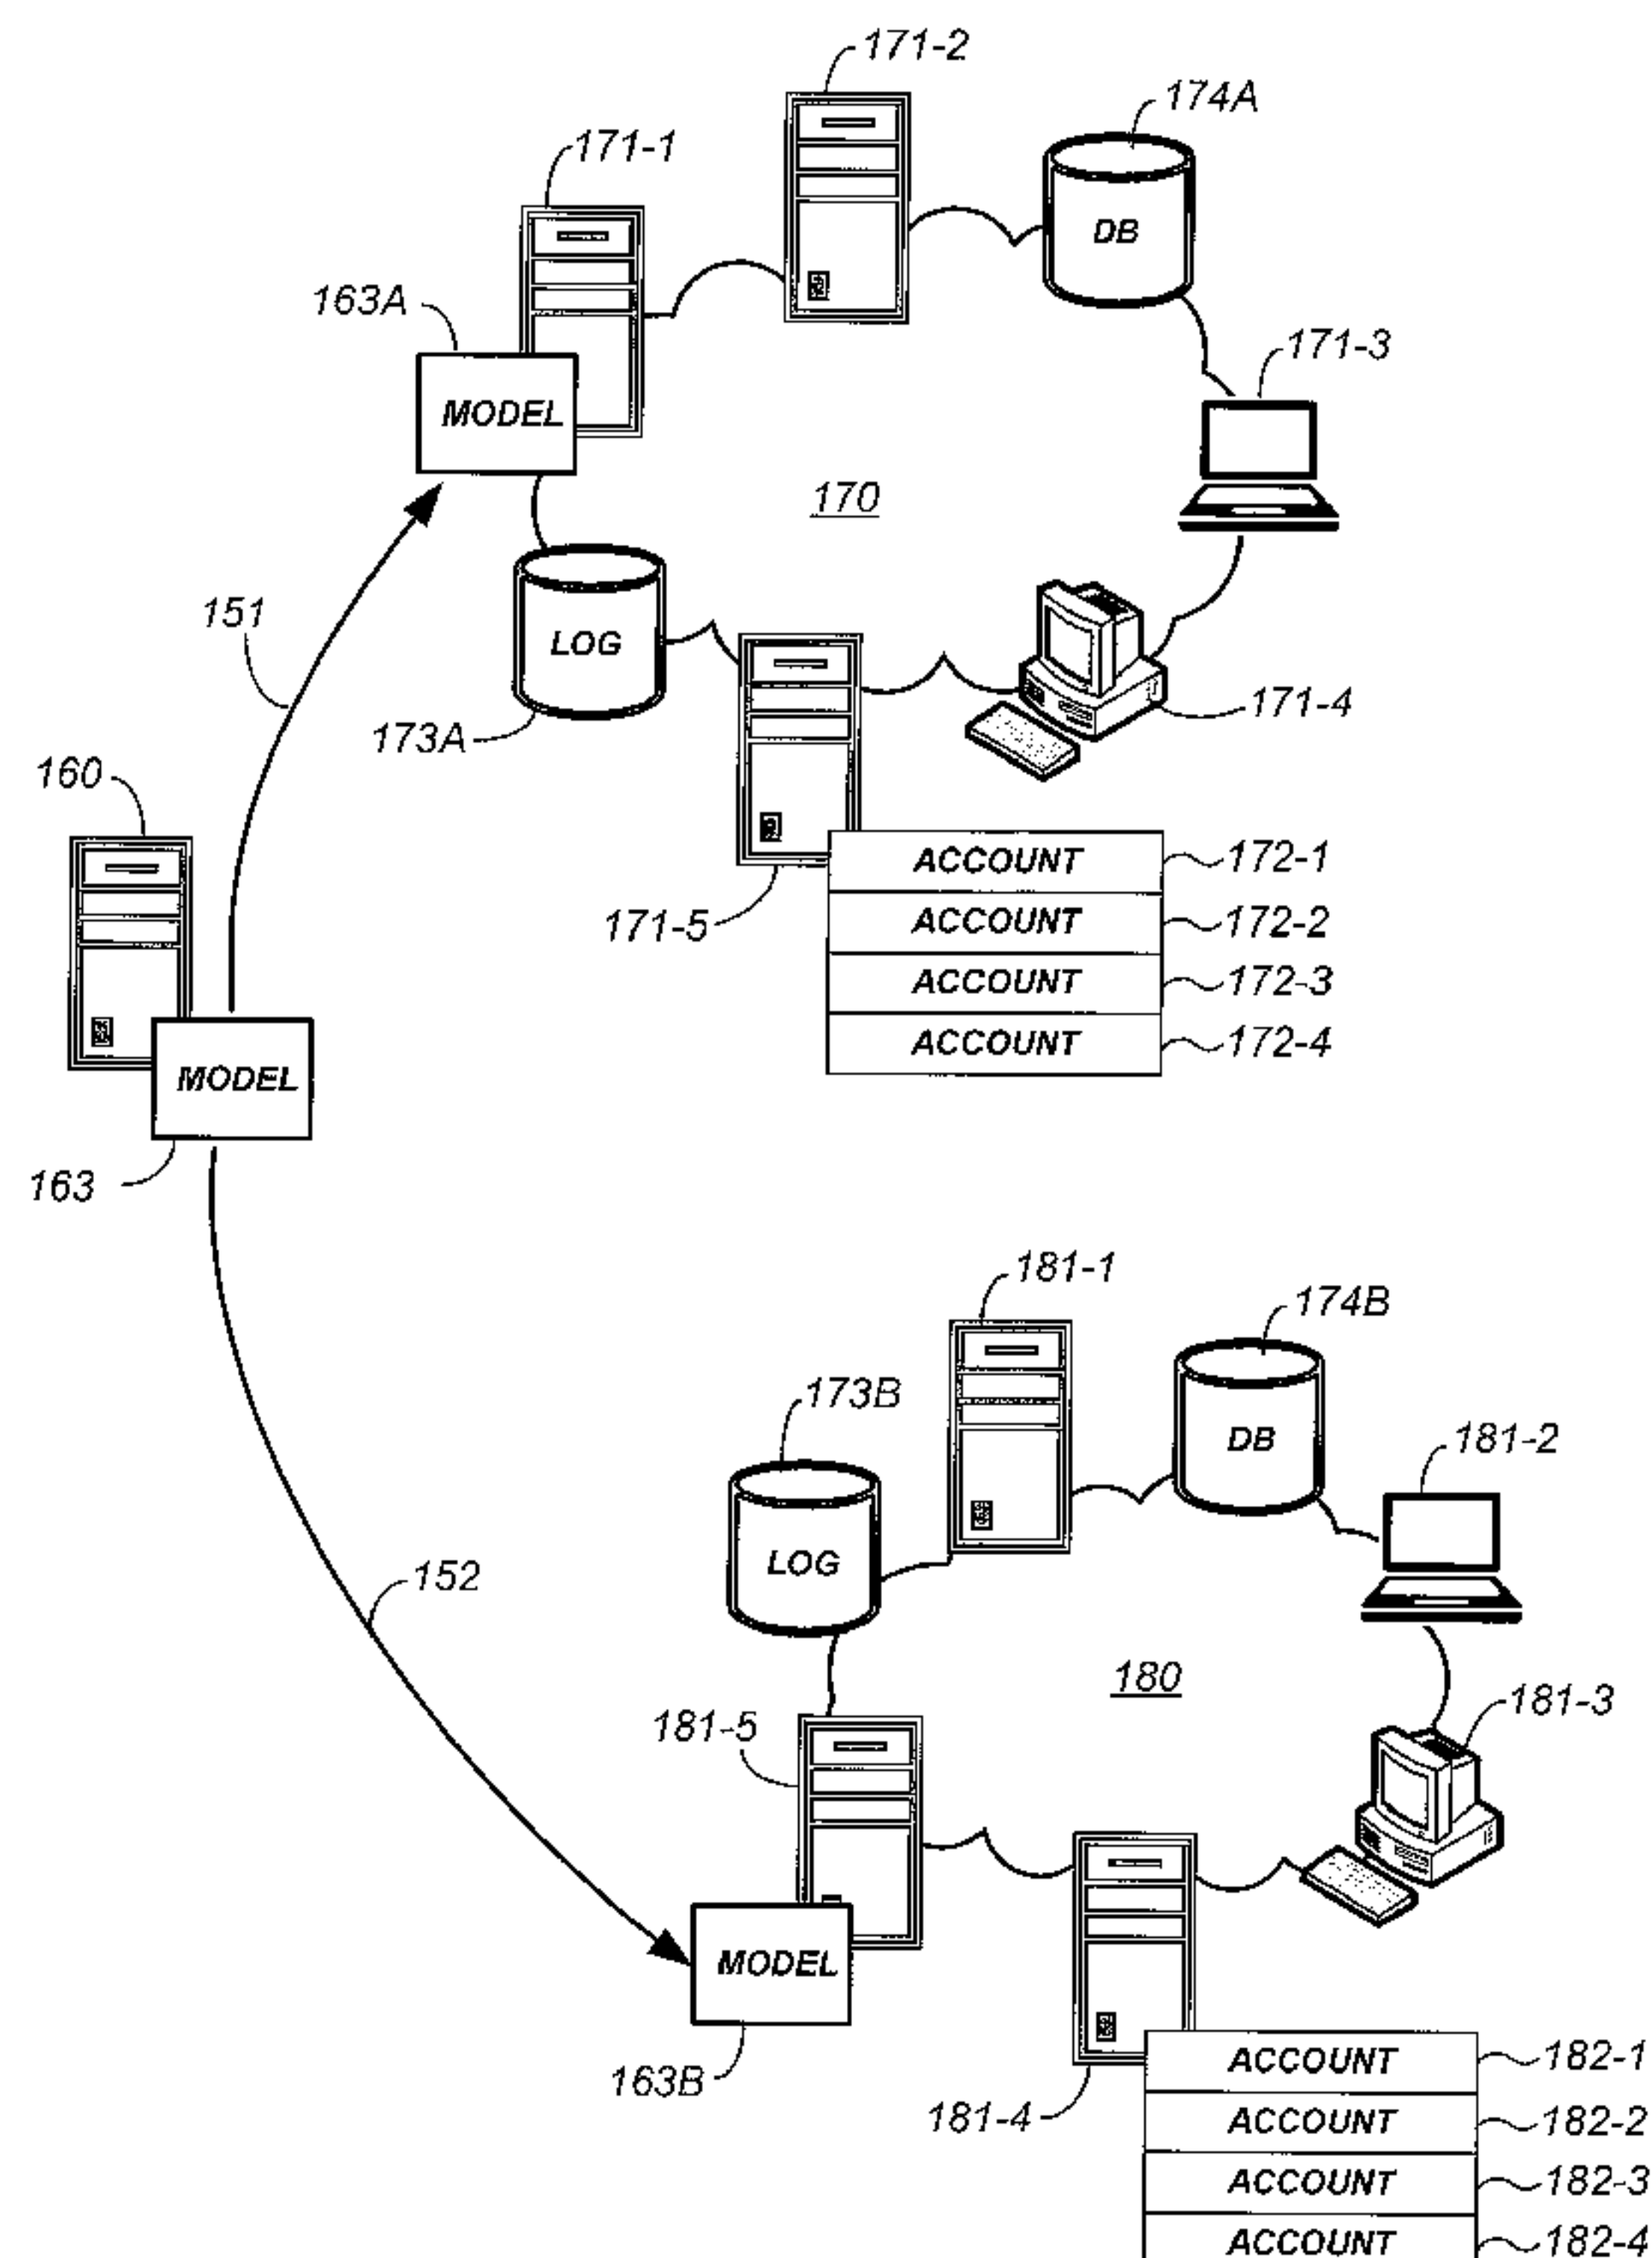 171-2
174A
171-1
DB
163A
171-3
MODEL
170
151
LOG
171-4
173A
160
ACCOUNT 172-1
171-5
ACCOUNT 172-2
ACCOUNT 172-3
ACCOUNT 172-4
MODEL
163
181-1
174B
173B
DB
181-2
LOG
152
180
181-5
181-3
MODEL
ACCOUNT 182-1
163B
181-4
ACCOUNT 182-2
ACCOUNT 182-3
ACCOUNT 182-4